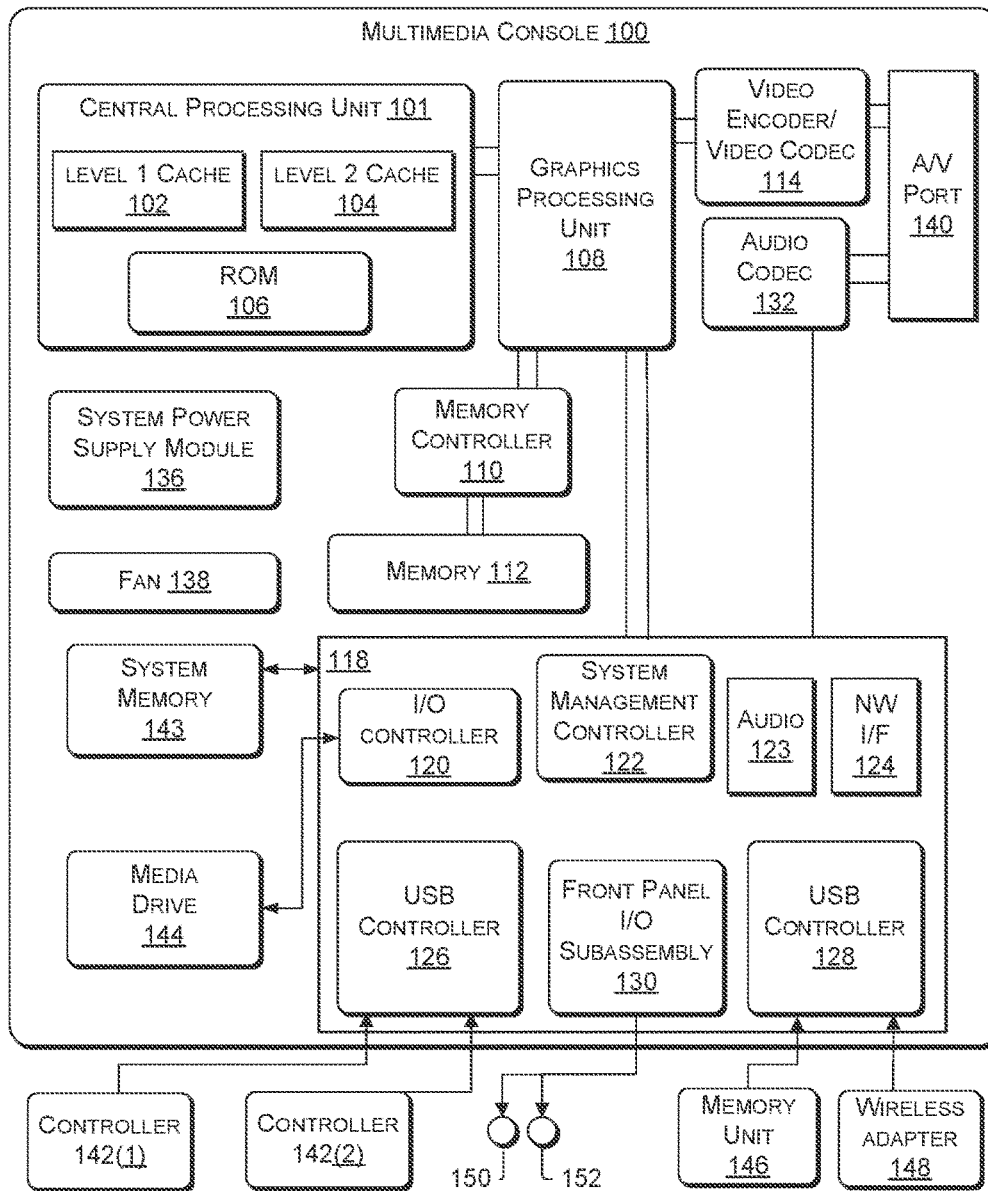 MULTIMEDIA CONSOLE 100
CENTRAL PROCESSING UNIT 101
LEVEL 1 CACHE
102
LEVEL 2 CACHE
104
ROM
106
GRAPHICS
PROCESSING
UNIT
108
VIDEO
ENCODER/
VIDEO CODEC
114
A/V
PORT
140
AUDIO
CODEC
132
SYSTEM POWER
SUPPLY MODULE
136
MEMORY
CONTROLLER
110
FAN 138
MEMORY 112
SYSTEM
MEMORY
143
118
I/O
CONTROLLER
120
SYSTEM
MANAGEMENT
CONTROLLER
122
AUDIO
123
NW
I/F
124
MEDIA
DRIVE
144
USB
CONTROLLER
126
FRONT PANEL
I/O
SUBASSEMBLY
130
USB
CONTROLLER
128
CONTROLLER
142(1)
CONTROLLER
142(2)
150
152
MEMORY
UNIT
146
WIRELESS
ADAPTER
148